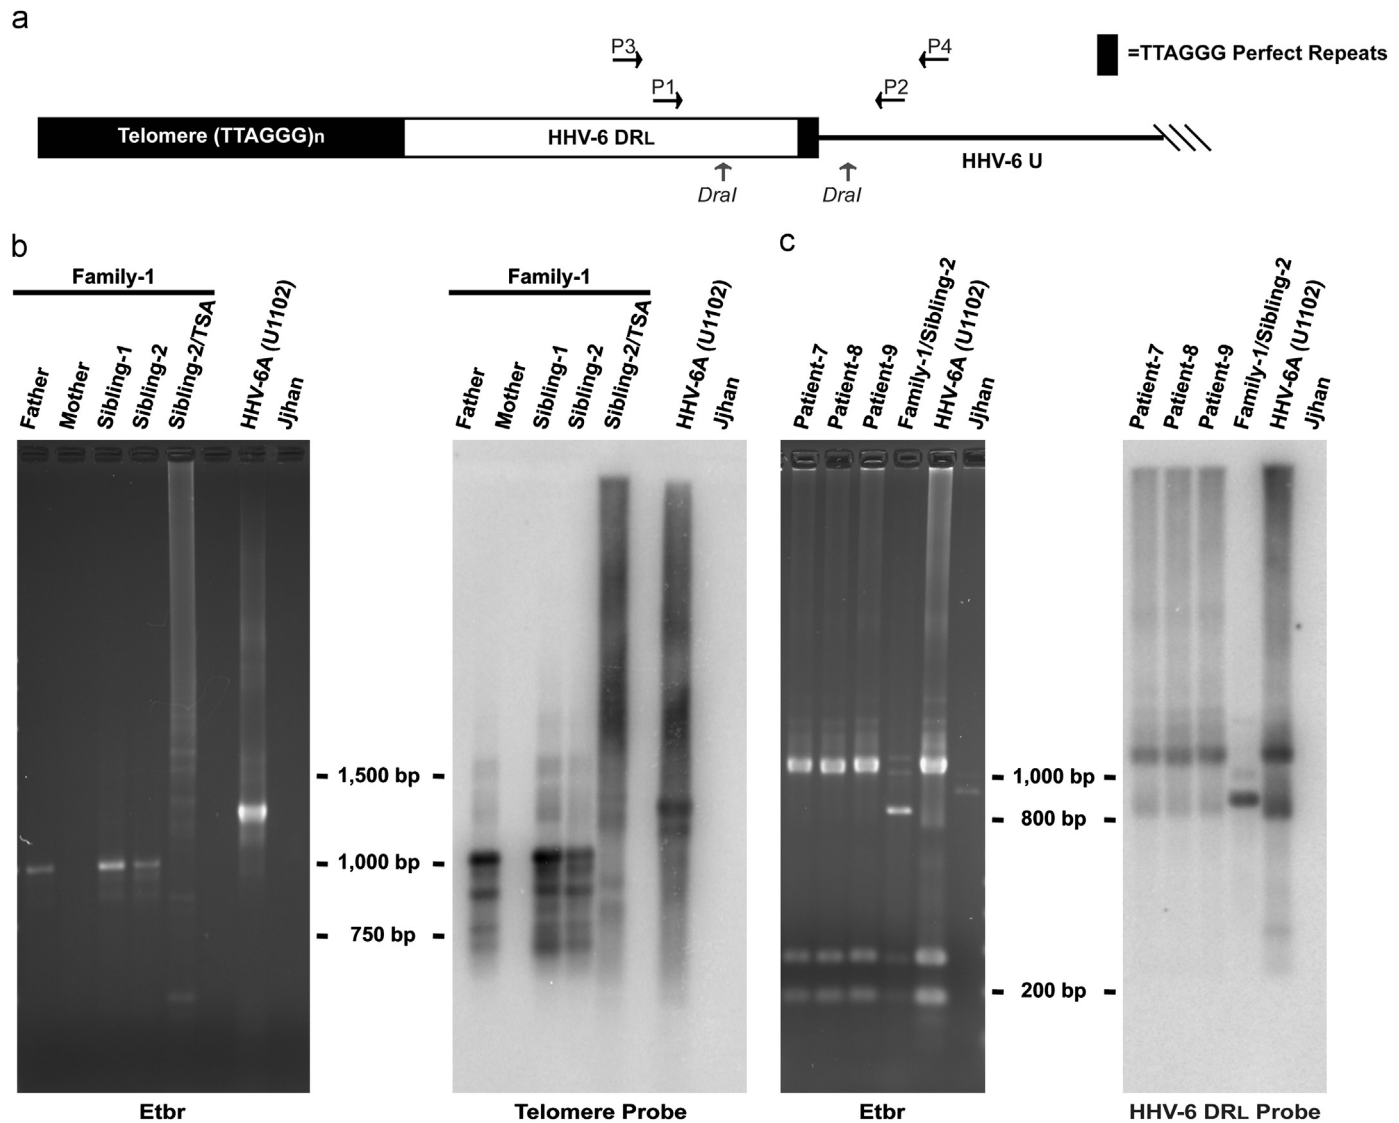 a
P3
P4
P1
P2
=TTAGGG Perfect Repeats
Telomere (TTAGGG)n
HHV-6 DRL
HHV-6 U
DraI
DraI
b
Family-1
Father
Mother
Sibling-1
Sibling-2
Sibling-2/TSA
HHV-6A (U1102)
Jjhan
Family-1
Father
Mother
Sibling-1
Sibling-2
Sibling-2/TSA
HHV-6A (U1102)
Jjhan
1,500 bp
1,000 bp
750 bp
Etbr
Telomere Probe
c
Patient-7
Patient-8
Patient-9
Family-1/Sibling-2
HHV-6A (U1102)
Jjhan
Patient-7
Patient-8
Patient-9
Family-1/Sibling-2
HHV-6A (U1102)
Jjhan
1,000 bp
800 bp
200 bp
Etbr
HHV-6 DRL Probe